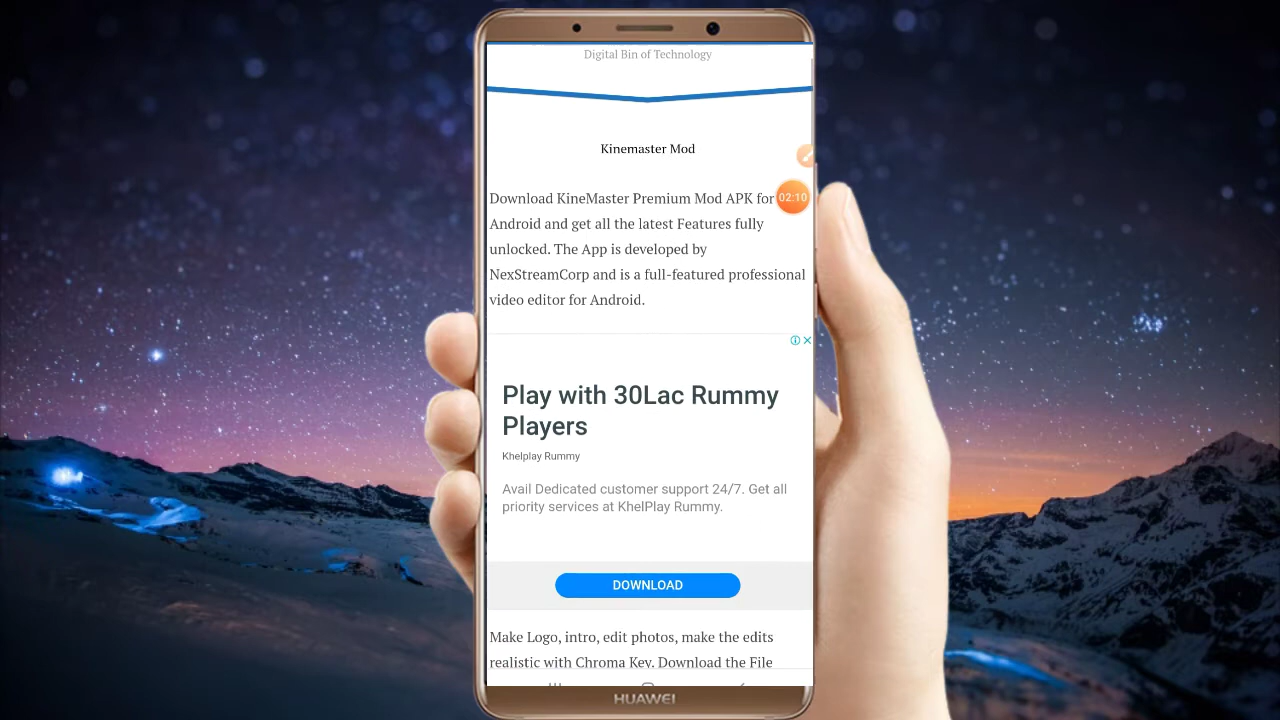 Digital Bin of Technology
Kinemaster Mod
Download KineMaster Premium Mod APK for
02:10
Android and get all the latest Features fully
unlocked. The App is developed by
NexStreamCorp and is a full-featured professional
video editor for Android.
Play with 30Lac Rummy
Players
Khelplay Rummy
Avail Dedicated customer support 24/7. Get all
priority services at KhelPlay Rummy.
DOWNLOAD
Make Logo, intro, edit photos, make the edits
realistic with Chroma Key. Download the File
HUAWEI